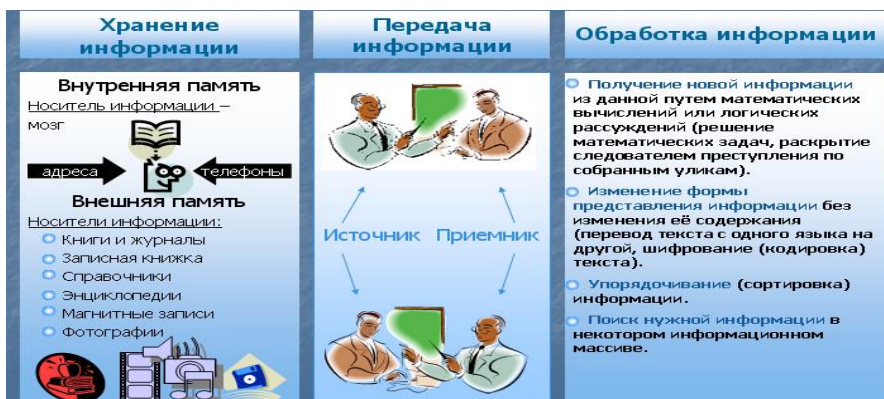 Хранение
информации
Внутренняя память
Носитель информации –
мозг
адреса
телефоны
Внешняя память
Носители информации:
Книги и журналы
Записная книжка
Справочники
Энциклопедии
Магнитные записи
Фотографии
Передача
информации
Источник Приемник
Обработка информации
Получение новой информации
из данной путем математических
вычислений или логических
рассуждений (решение
математических задач, раскрытие
следователем преступления по
собранным уликам).
Изменение формы
представления информации без
изменения её содержания
(перевод текста с одного языка на
другой, шифрование (кодировка)
текста).
Упорядочивание (сортировка)
информации.
Поиск нужной информации в
некотором информационном
массиве.